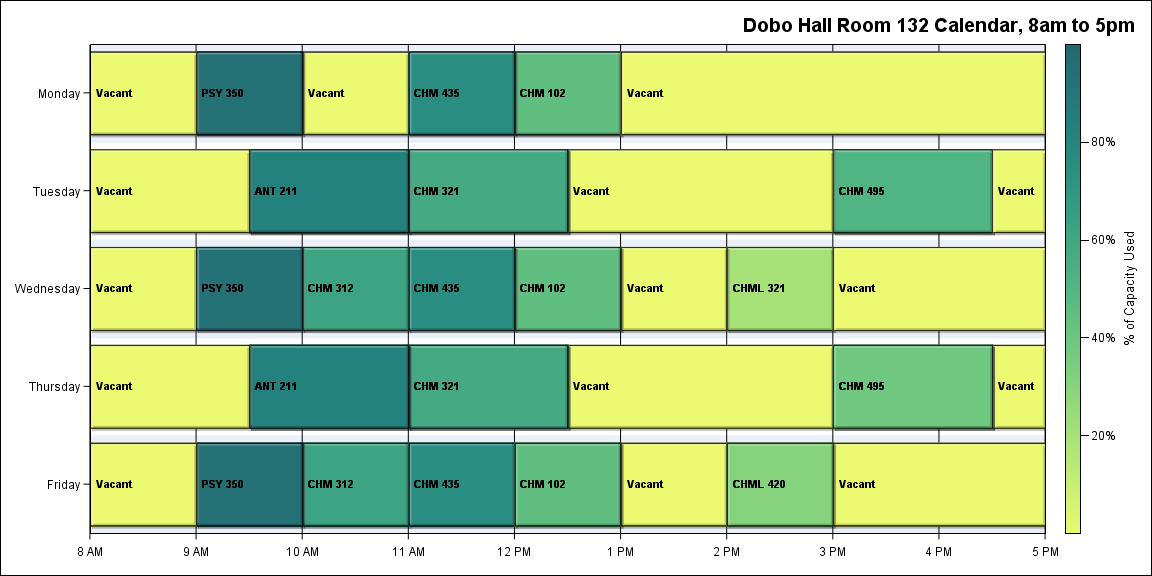 Dobo Hall Room 132 Calendar, 8am to 5pm
Monday
Vacant
PSY 350
Vacant
CHM 435
CHM 102
Vacant
Tuesday
Vacant
ANT 211
CHM 321
Vacant
CHM 495
Vacant
Wednesday
Vacant
PSY 350
CHM 312
CHM 435
CHM 102
Vacant
CHML 321
Vacant
Thursday
Vacant
ANT 211
CHM 321
Vacant
CHM 495
Vacant
Friday
Vacant
PSY 350
CHM 312
CHM 435
CHM 102
Vacant
CHML 420
Vacant
8 AM
9 AM
10 AM
11 AM
12 PM
1 PM
2 PM
3 PM
4 PM
5 PM
80%
60%
40%
20%
% of Capacity Used